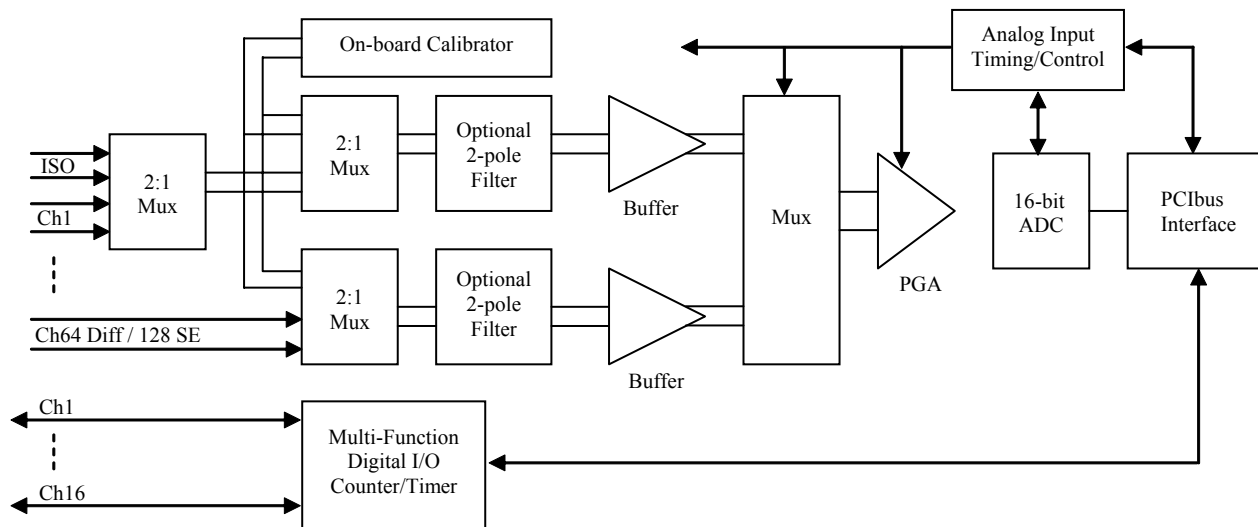 On-board Calibrator
Analog Input
Timing/Control
ISO
Ch1
2:1
Mux
2:1
Mux
Optional
2-pole
Filter
Buffer
Mux
PGA
16-bit
ADC
PCIbus
Interface
Ch64 Diff / 128 SE
2:1
Mux
Optional
2-pole
Filter
Buffer
Ch1
Ch16
Multi-Function
Digital I/O
Counter/Timer